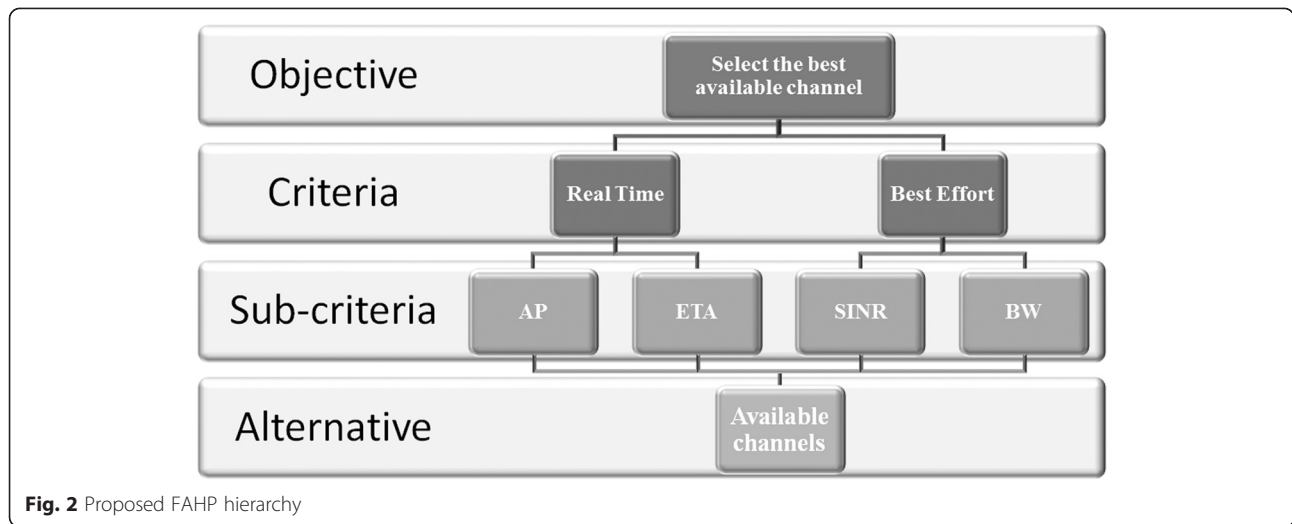 Objective
Select the best
available channel
Criteria
Real Time
Best Effort
Sub-criteria
AP
ETA
SINR
BW
Alternative
Available
channels
Fig. 2 Proposed FAHP hierarchy